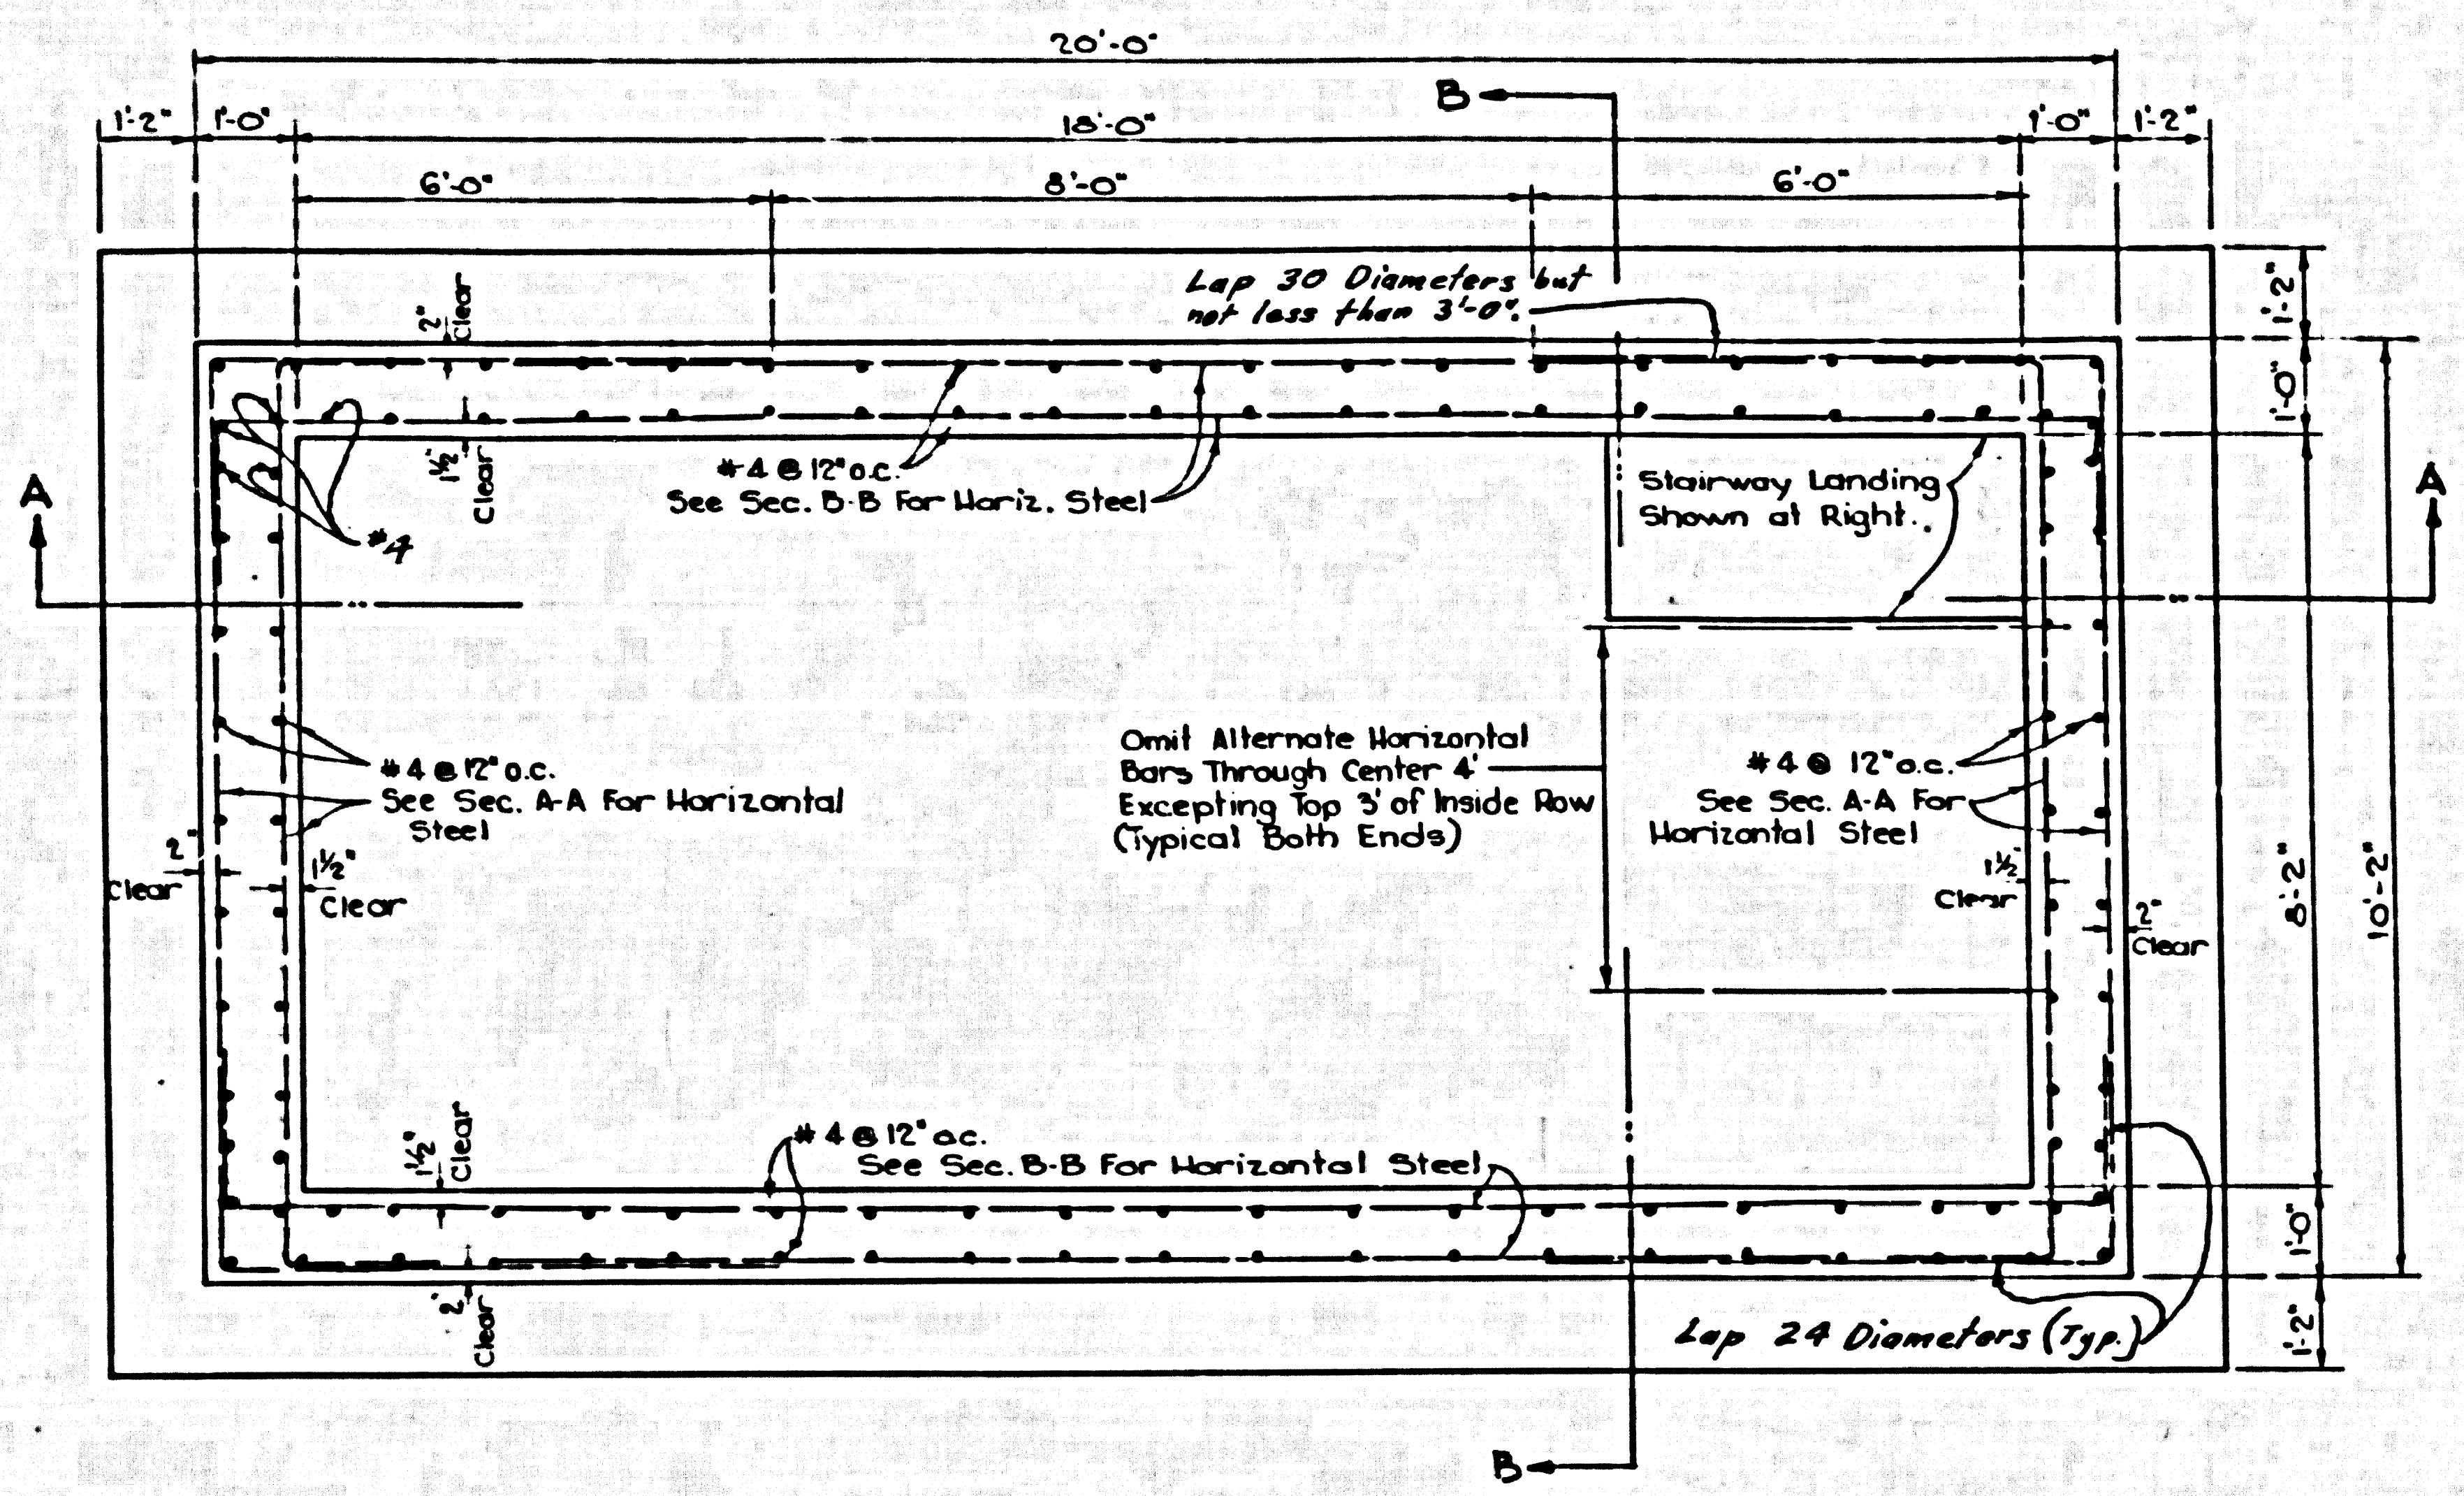 20'-0"
B
1'-2" 1'-0" 18'-0" 1'-0" 1'-2"
6'-0" 8'-0" 6'-0"
Lap 30 Diameters but
not less than 3'-0".
2"
Clear
1'-2"
1'-0"
1½"
Clear
#4 @ 12" o.c.
See Sec. B-B For Horiz. Steel
Stairway Landing
Shown at Right.
A
A
#4
Omit Alternate Horizontal
Bars Through Center 4'
Excepting Top 3' of Inside Row
(Typical Both Ends)
#4 @ 12" o.c.
See Sec. A-A For Horizontal
Steel
#4 @ 12" o.c.
See Sec. A-A For
Horizontal Steel
2"
Clear
1½"
Clear
1½"
Clear
2"
Clear
8'-2"
10'-2"
1½"
Clear
#4 @ 12" o.c.
See Sec. B-B For Horizontal Steel
1'-0"
2"
Clear
Lap 24 Diameters (Typ.)
1'-2"
B